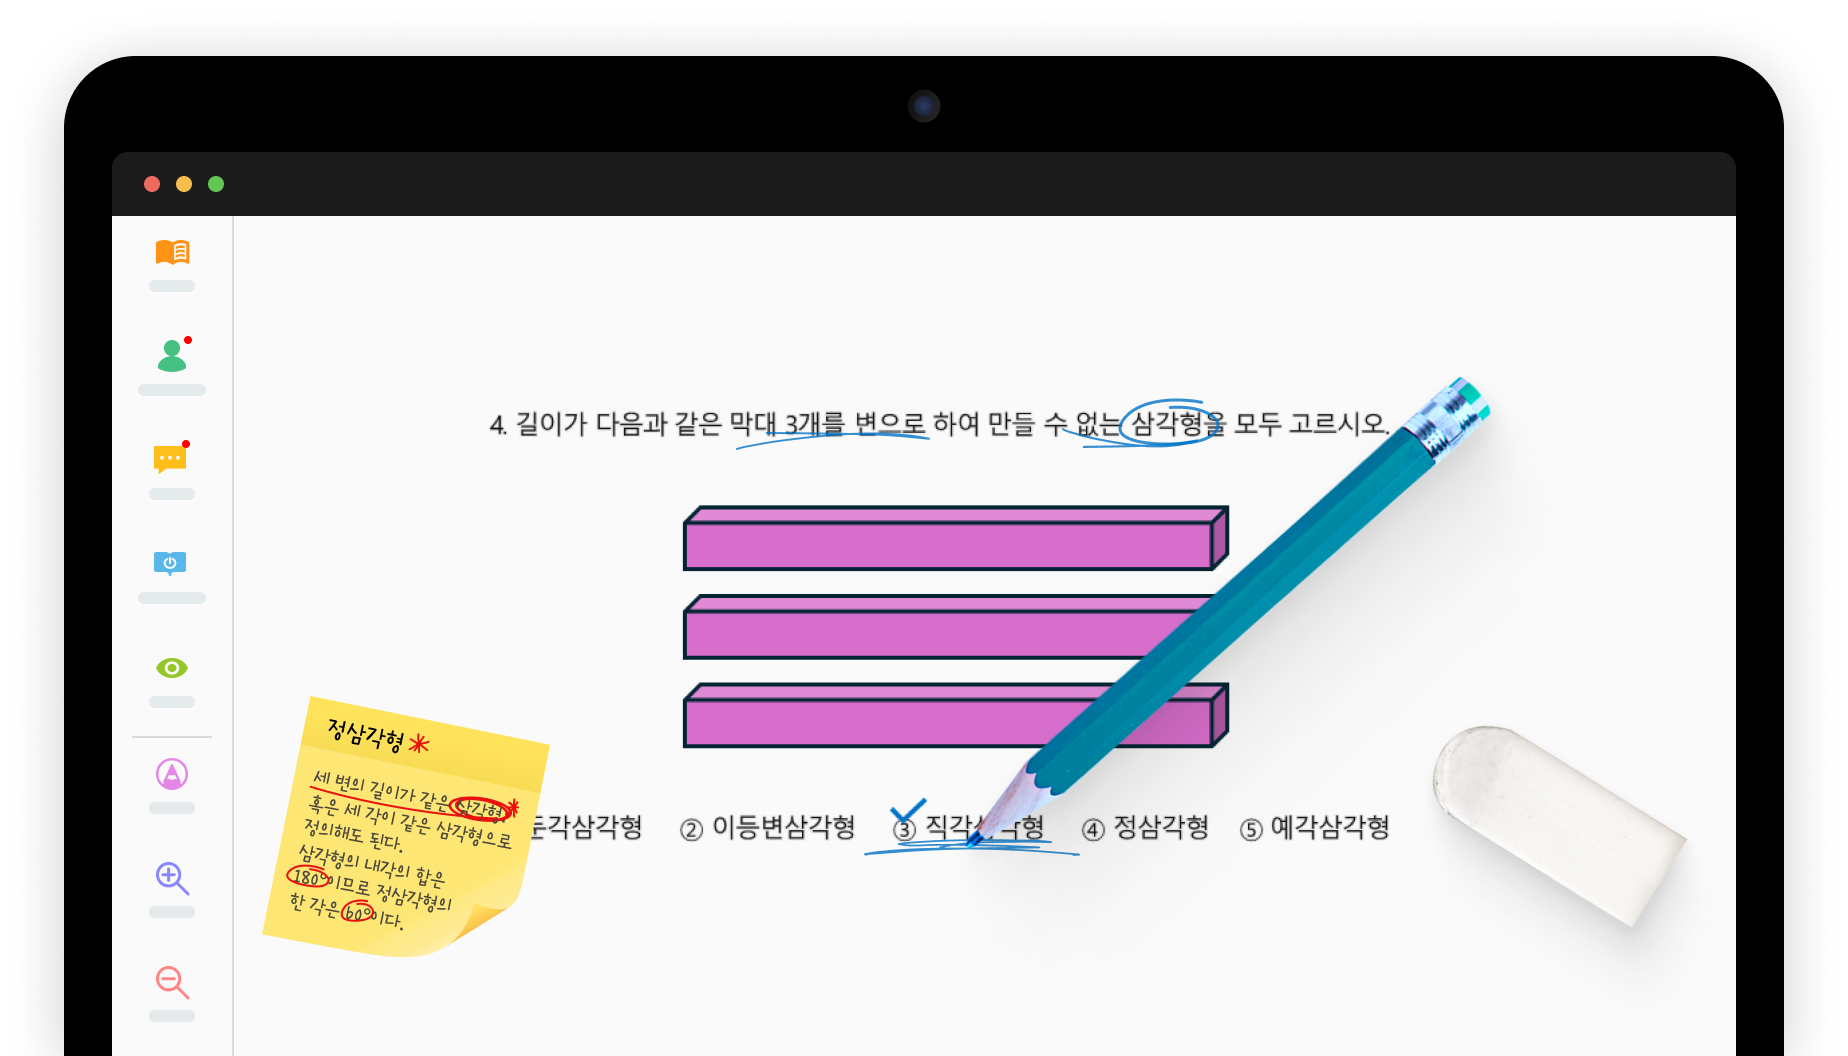 4. 길이가 다음과 같은 막대 3개를 변으로 하여 만들 수 없는 삼각형을 모두 고르시오.
둔각삼각형 ② 이등변삼각형 ③ 직각삼각형 ④ 정삼각형 ⑤ 예각삼각형
정삼각형 *
세 변의 길이가 같은 삼각형*
혹은 세 각이 같은 삼각형으로
정의해도 된다.
삼각형의 내각의 합은
180°이므로 정삼각형의
한 각은 60°이다.